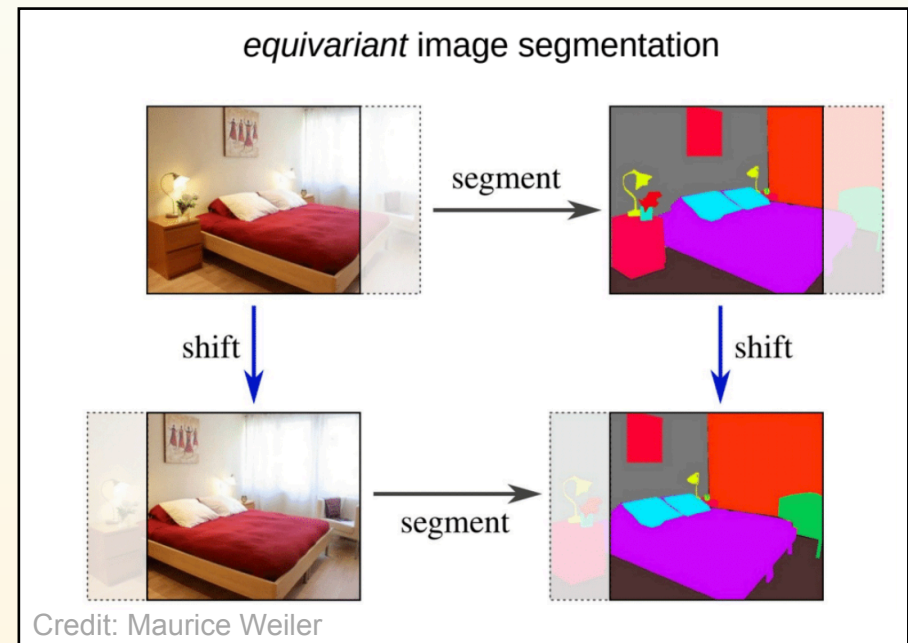 equivariant image segmentation
segment
shift
shift
segment
Credit: Maurice Weiler